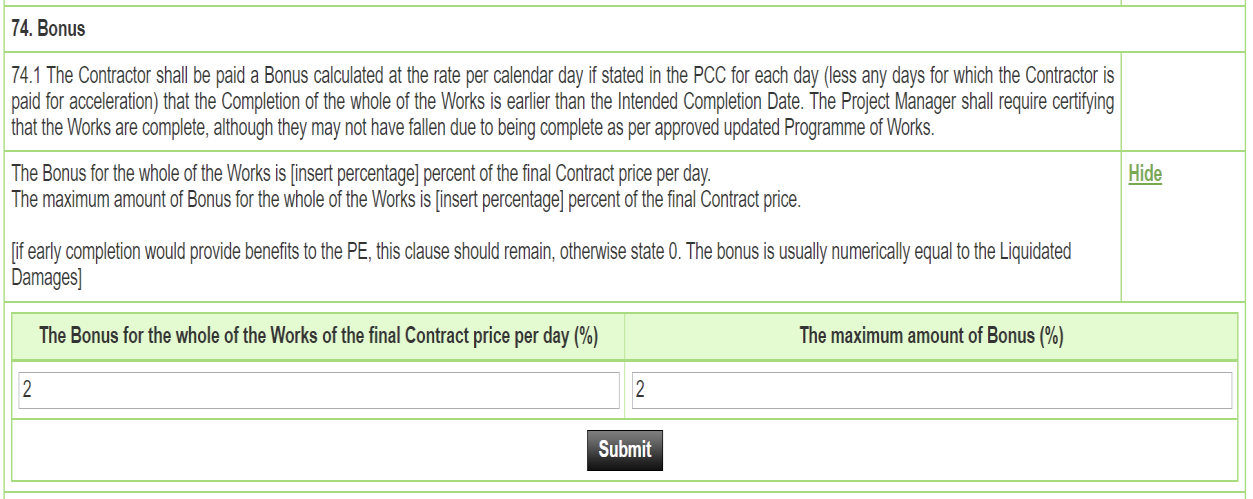 74. Bonus
74.1 The Contractor shall be paid a Bonus calculated at the rate per calendar day if stated in the PCC for each day (less any days for which the Contractor is
paid for acceleration) that the Completion of the whole of the Works is earlier than the Intended Completion Date. The Project Manager shall require certifying
that the Works are complete, although they may not have fallen due to being complete as per approved updated Programme of Works.
The Bonus for the whole of the Works is [insert percentage] percent of the final Contract price per day.
Hide
The maximum amount of Bonus for the whole of the Works is [insert percentage] percent of the final Contract price.
[if early completion would provide benefits to the PE, this clause should remain, otherwise state 0. The bonus is usually numerically equal to the Liquidated
Damages]
The Bonus for the whole of the Works of the final Contract price per day (%)
The maximum amount of Bonus (%)
2
2
Submit